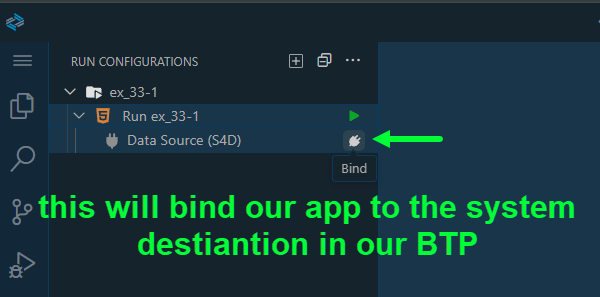 RUN CONFIGURATIONS
ex_33-1
Run ex_33-1
Data Source (S4D)
Bind
this will bind our app to the system
destiantion in our BTP